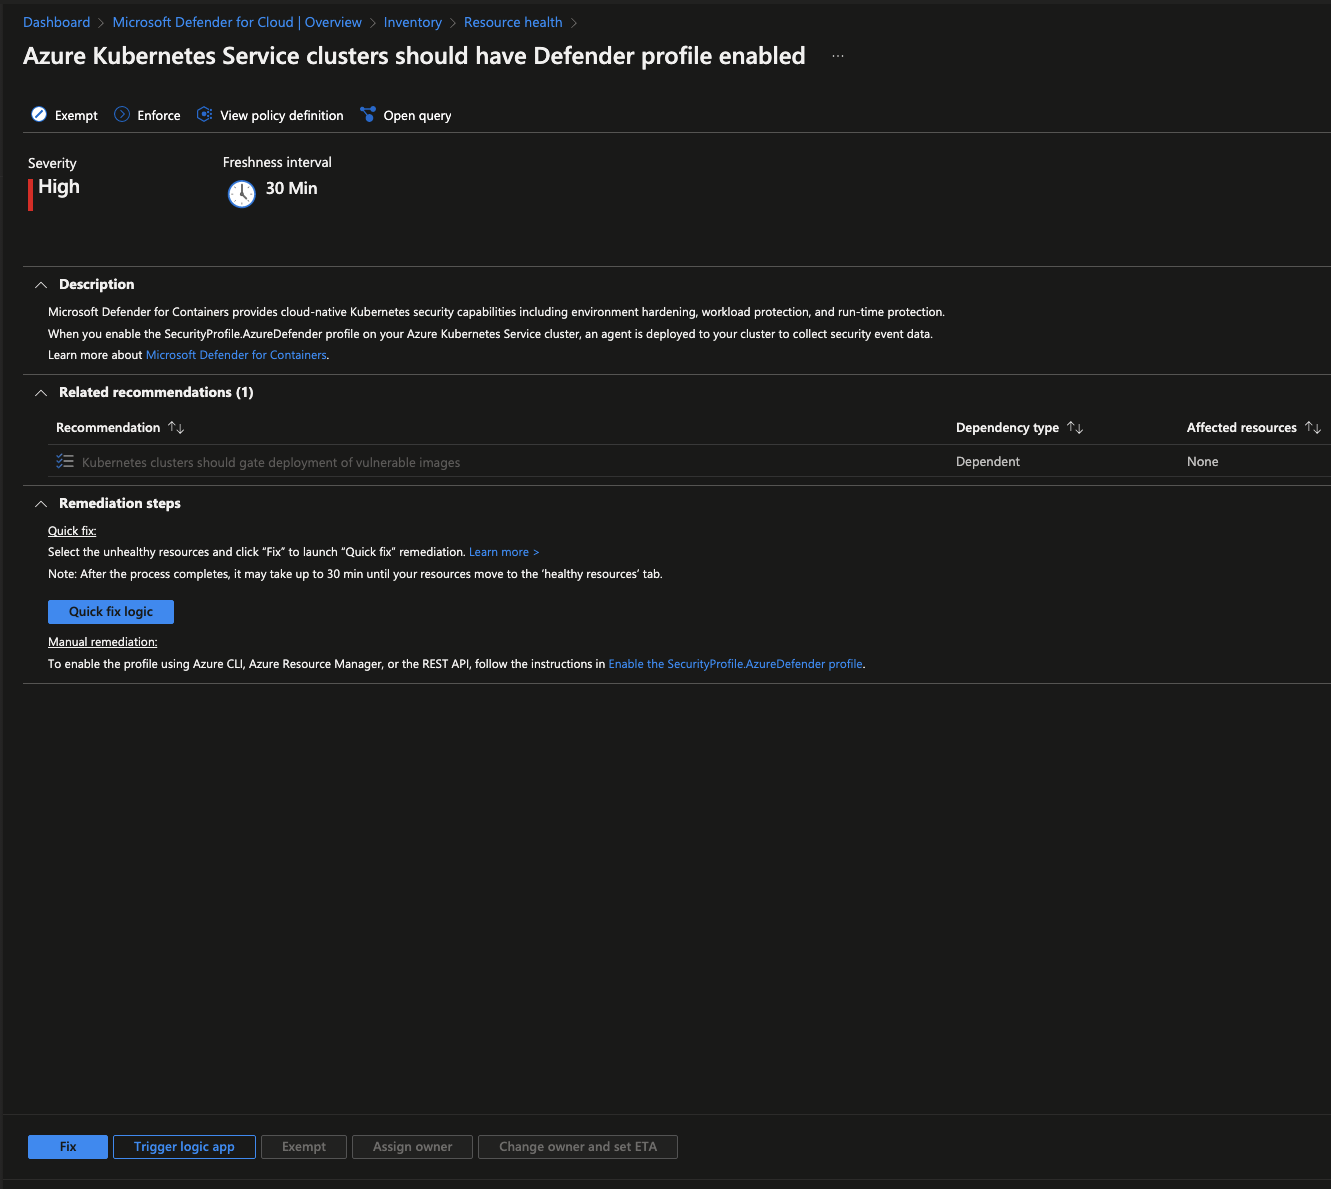 Dashboard > Microsoft Defender for Cloud | Overview > Inventory > Resource health >
Azure Kubernetes Service clusters should have Defender profile enabled ...
Exempt Enforce View policy definition Open query
Severity Freshness interval
High 30 Min
Description
Microsoft Defender for Containers provides cloud-native Kubernetes security capabilities including environment hardening, workload protection, and run-time protection.
When you enable the SecurityProfile.AzureDefender profile on your Azure Kubernetes Service cluster, an agent is deployed to your cluster to collect security event data.
Learn more about Microsoft Defender for Containers.
Related recommendations (1)
Recommendation ↑↓ Dependency type ↑↓ Affected resources ↑↓
Kubernetes clusters should gate deployment of vulnerable images Dependent None
Remediation steps
Quick fix:
Select the unhealthy resources and click “Fix” to launch “Quick fix” remediation. Learn more >
Note: After the process completes, it may take up to 30 min until your resources move to the ‘healthy resources’ tab.
Quick fix logic
Manual remediation:
To enable the profile using Azure CLI, Azure Resource Manager, or the REST API, follow the instructions in Enable the SecurityProfile.AzureDefender profile.
Fix Trigger logic app Exempt Assign owner Change owner and set ETA